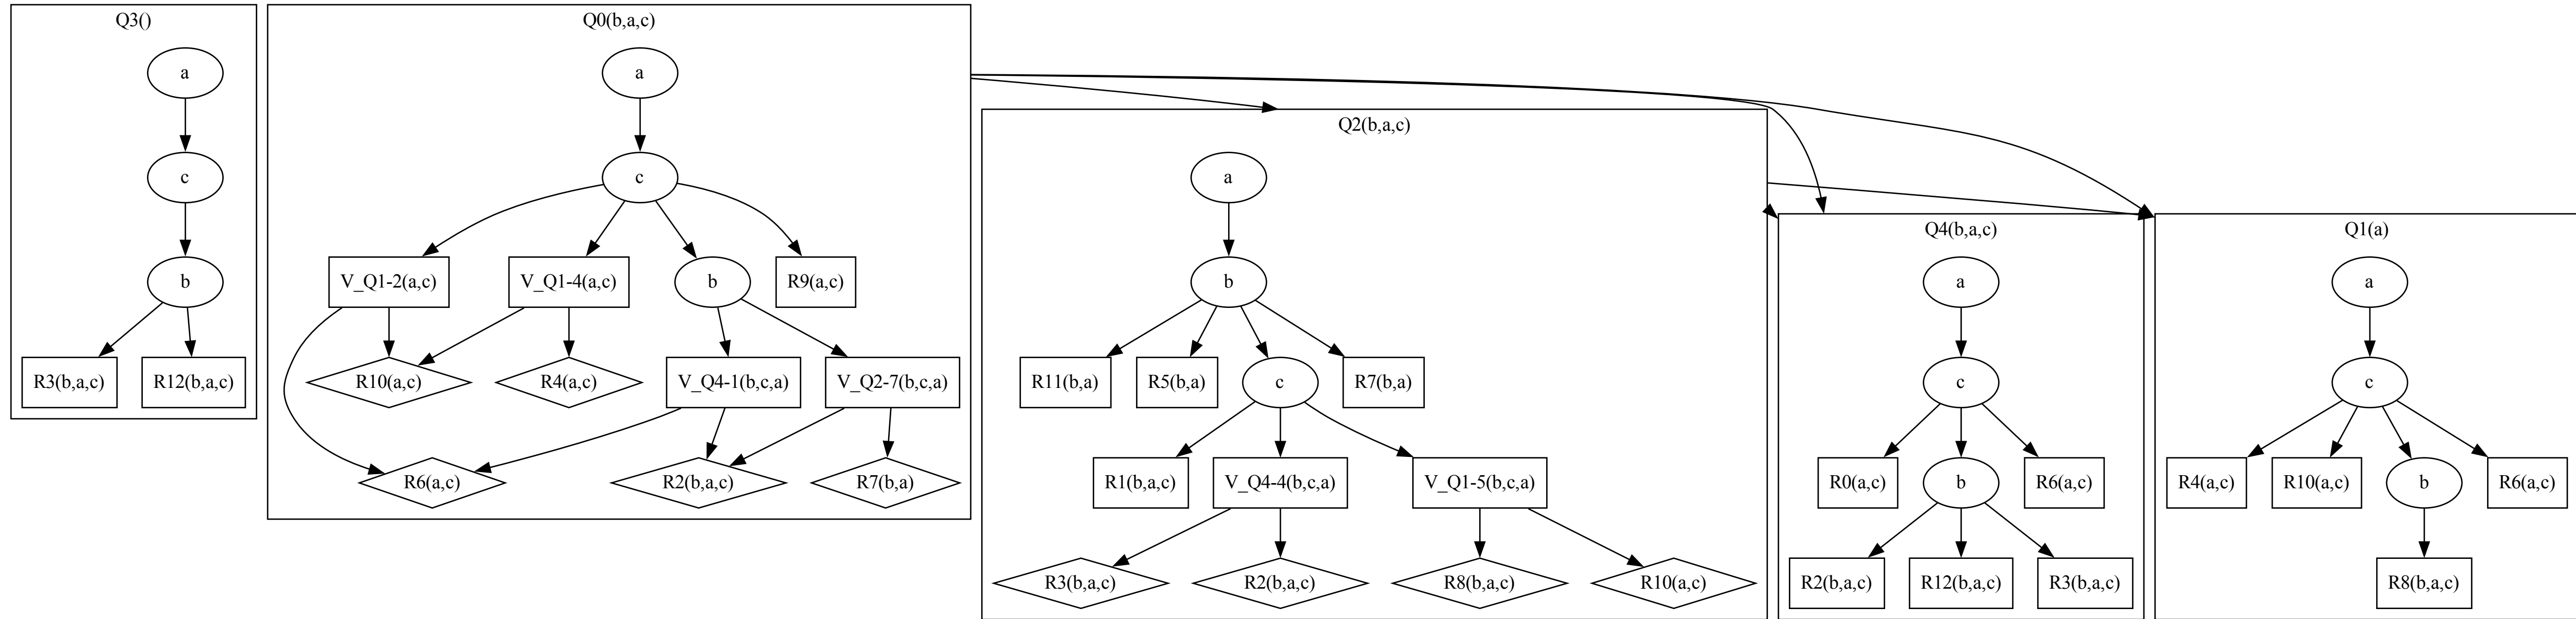 Q3()
a
c
b
R3(b,a,c)
R12(b,a,c)
Q0(b,a,c)
a
c
V_Q1-2(a,c)
V_Q1-4(a,c)
b
R9(a,c)
R10(a,c)
R4(a,c)
V_Q4-1(b,c,a)
V_Q2-7(b,c,a)
R6(a,c)
R2(b,a,c)
R7(b,a)
Q2(b,a,c)
a
b
R11(b,a)
R5(b,a)
c
R7(b,a)
R1(b,a,c)
V_Q4-4(b,c,a)
V_Q1-5(b,c,a)
R3(b,a,c)
R2(b,a,c)
R8(b,a,c)
R10(a,c)
Q4(b,a,c)
a
c
R0(a,c)
b
R6(a,c)
R2(b,a,c)
R12(b,a,c)
R3(b,a,c)
Q1(a)
a
c
R4(a,c)
R10(a,c)
b
R6(a,c)
R8(b,a,c)